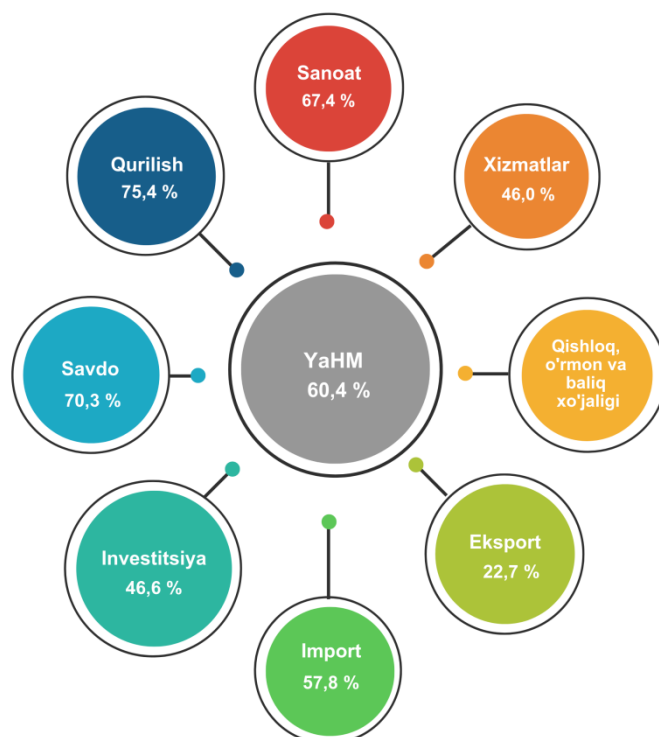 Sanoat
67,4 %
Qurilish
75,4 %
Xizmatlar
46,0 %
YaHM
60,4 %
Savdo
70,3 %
Qishloq,
o'rmon va
baliq
xo'jaligi
Investitsiya
46,6 %
Eksport
22,7 %
Import
57,8 %